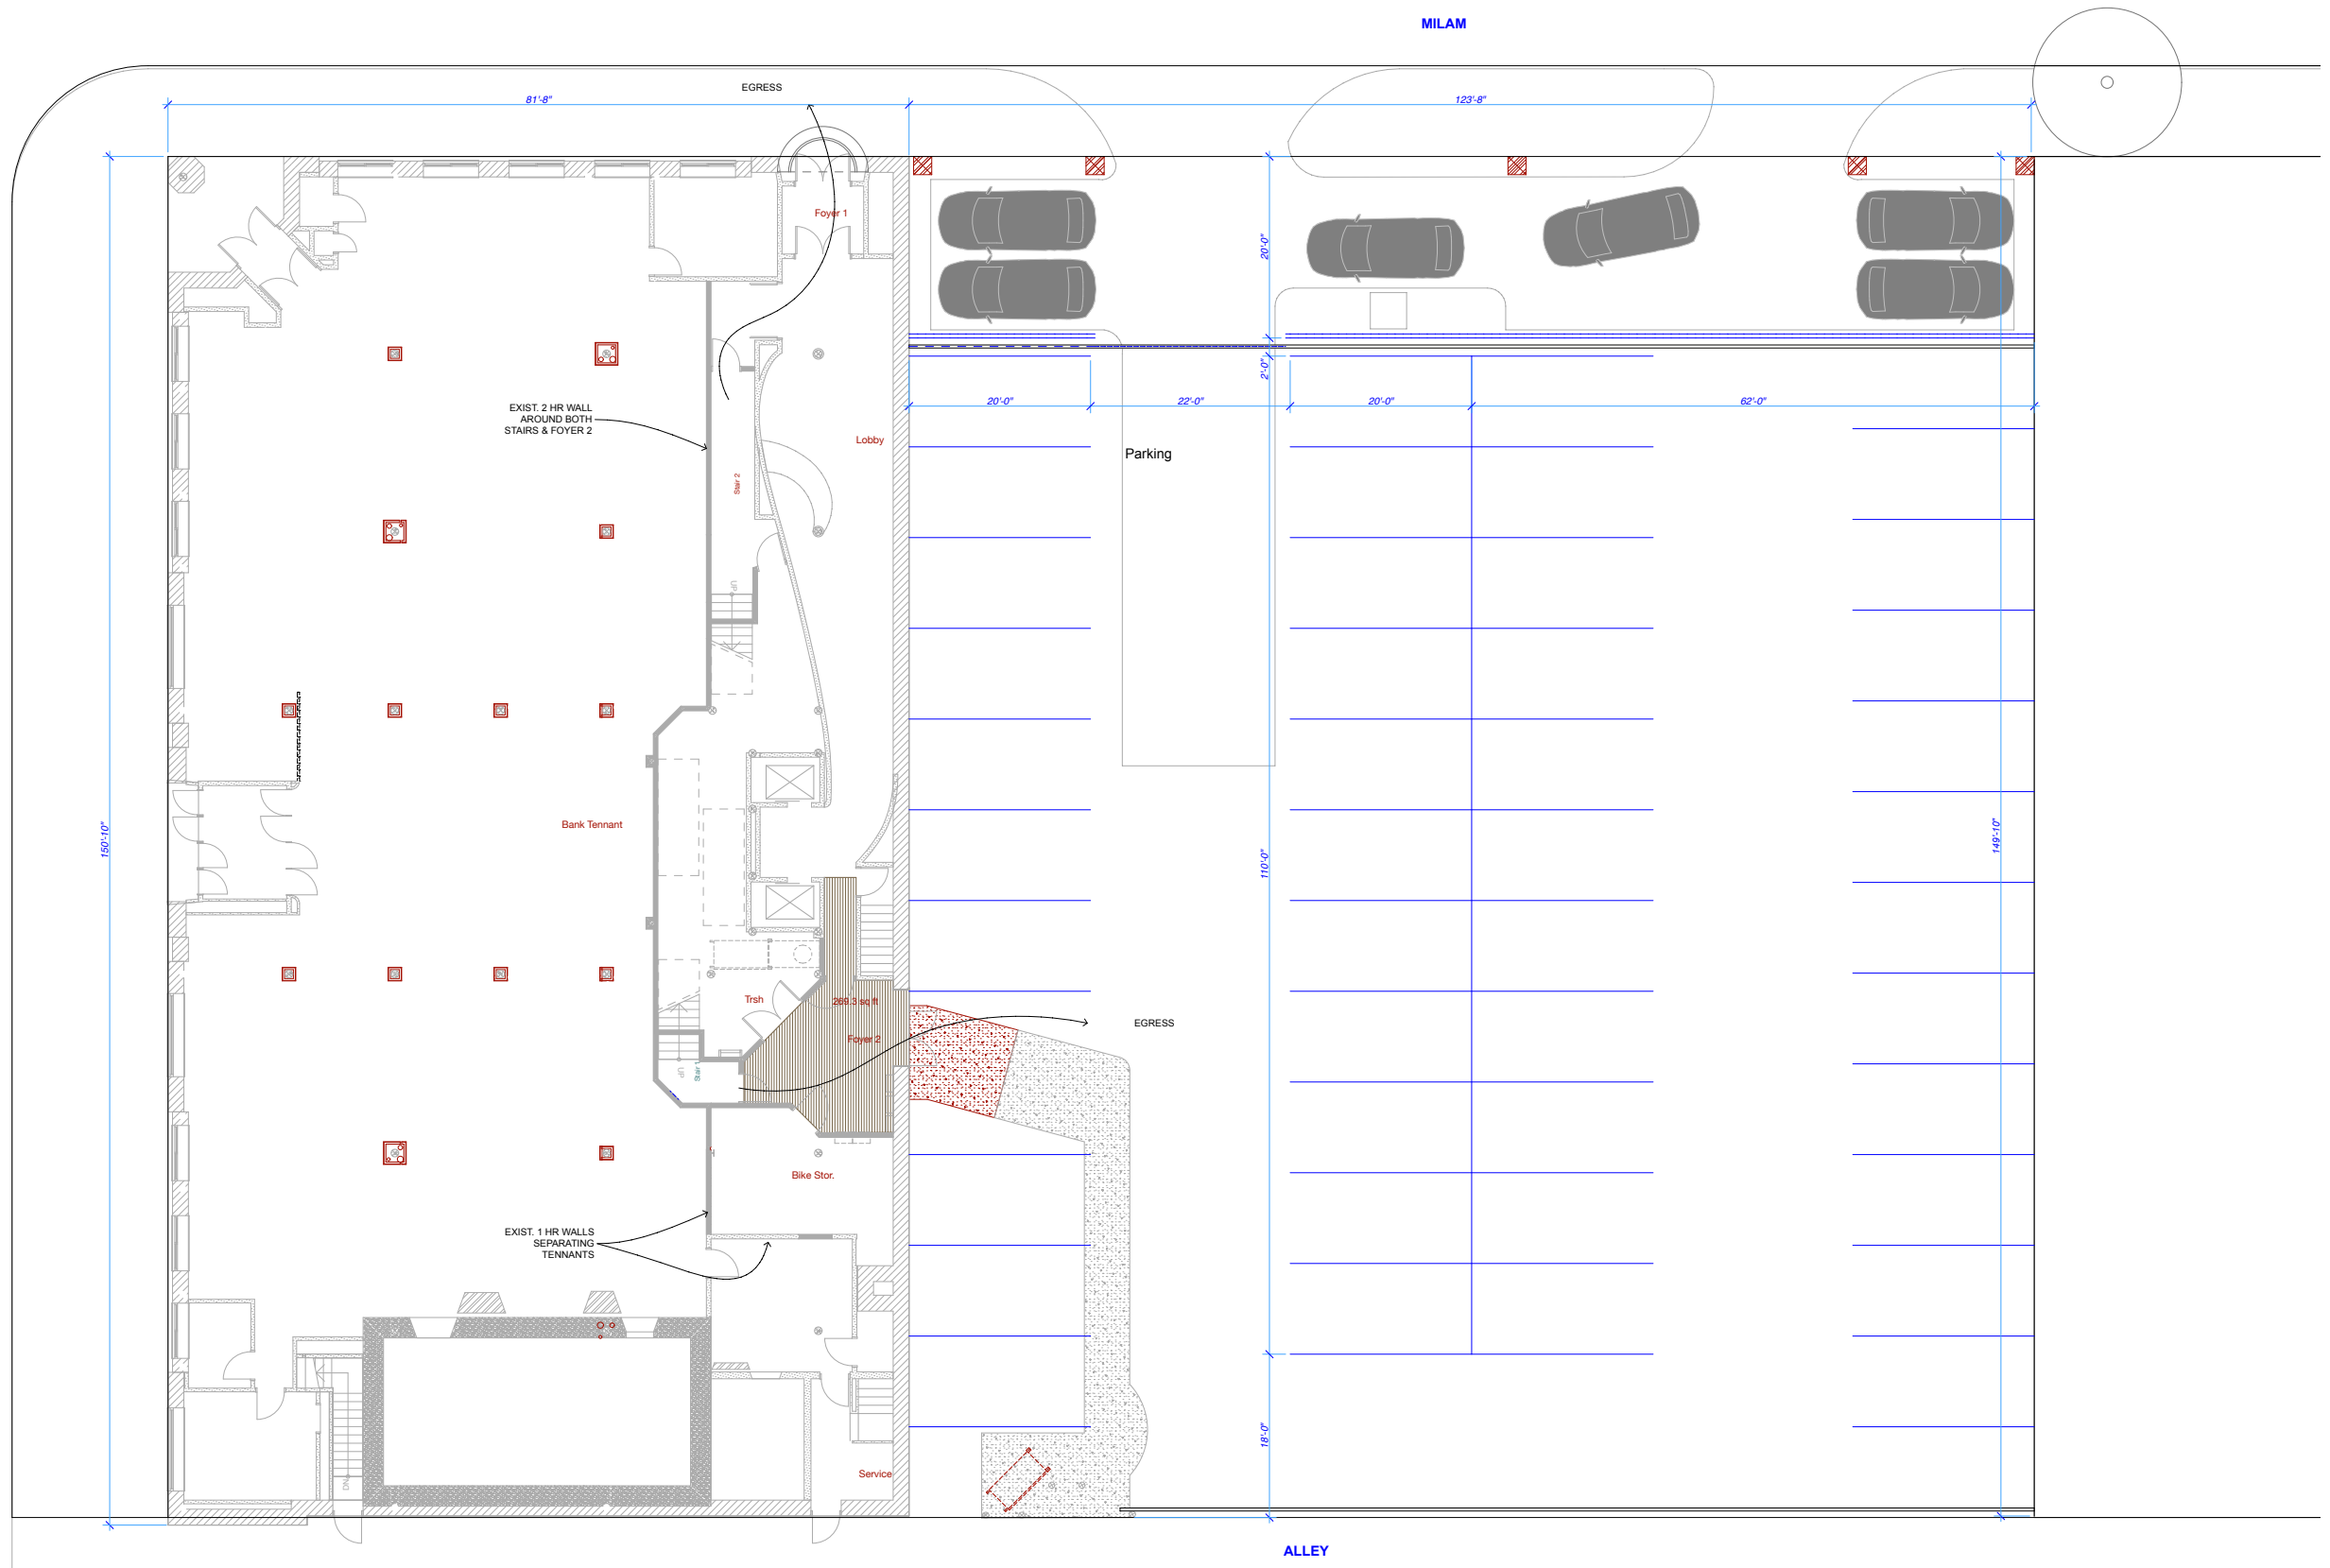 MILAM
EGRESS
81'-8"
123'-8"
Foyer 1
20'-0"
2'-0"
EXIST. 2 HR WALL
AROUND BOTH
STAIRS & FOYER 2
20'-0"
22'-0"
20'-0"
62'-0"
Lobby
Parking
Stair 2
UP
Bank Tennant
150'-10"
110'-0"
149'-10"
Trsh
269.3 sq ft
EGRESS
Foyer 2
UP
Stair
Bike Stor.
EXIST. 1 HR WALLS
SEPARATING
TENNANTS
18'-0"
Service
DN
ALLEY